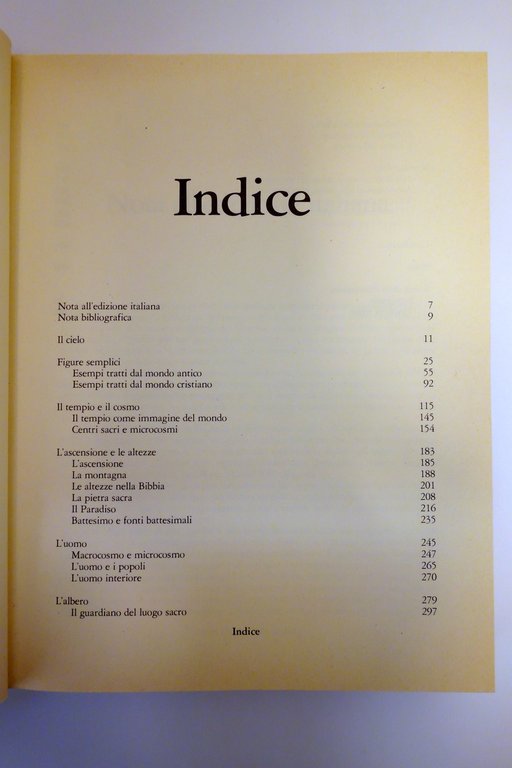 Indice
Nota all'edizione italiana 7
Nota bibliografica 9
Il cielo 11
Figure semplici 25
Esempi tratti dal mondo antico 55
Esempi tratti dal mondo cristiano 92
Il tempio e il cosmo 115
Il tempio come immagine del mondo 145
Centri sacri e microcosmi 154
L'ascensione e le altezze 183
L'ascensione 185
La montagna 188
Le altezze nella Bibbia 201
La pietra sacra 208
Il Paradiso 216
Battesimo e fonti battesimali 235
L'uomo 245
Macrocosmo e microcosmo 247
L'uomo e i popoli 265
L'uomo interiore 270
L'albero 279
Il guardiano del luogo sacro 297
Indice